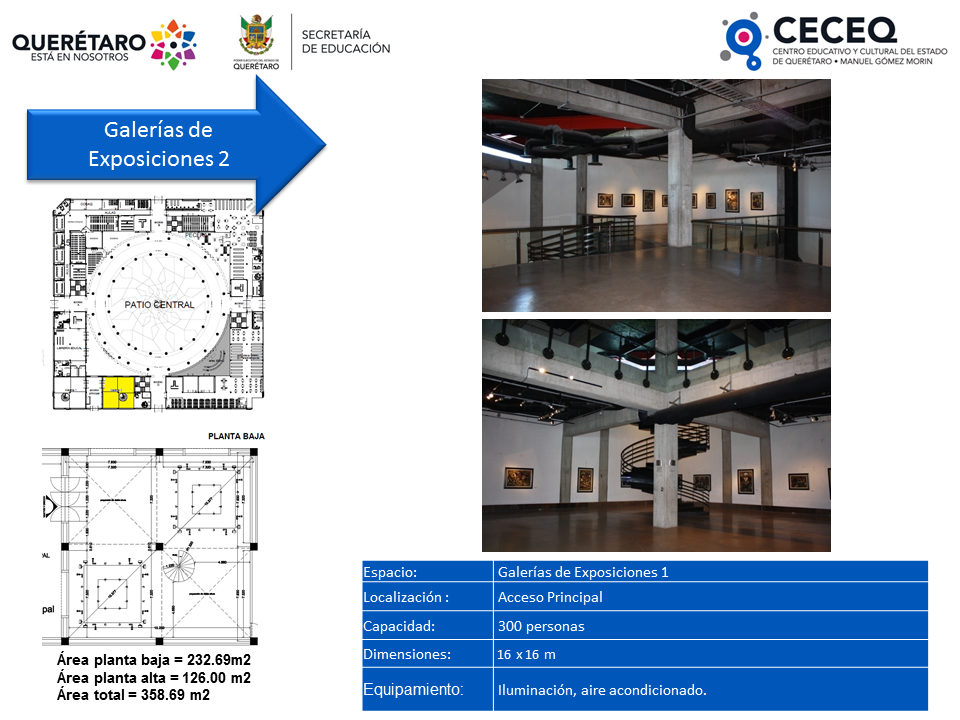 QUERÉTARO
ESTÁ EN NOSOTROS
PODER EJECUTIVO DEL ESTADO DE
QUERÉTARO
SECRETARÍA
DE EDUCACIÓN
CECEQ
CENTRO EDUCATIVO Y CULTURAL DEL ESTADO
DE QUERÉTARO • MANUEL GÓMEZ MORIN
Galerías de
Exposiciones 2
AULAS
PATIO CENTRAL
PLANTA BAJA
Área planta baja = 232.69m2
Área planta alta = 126.00 m2
Área total = 358.69 m2
Espacio: Galerías de Exposiciones 1
Localización : Acceso Principal
Capacidad: 300 personas
Dimensiones: 16 x 16 m
Equipamiento: Iluminación, aire acondicionado.